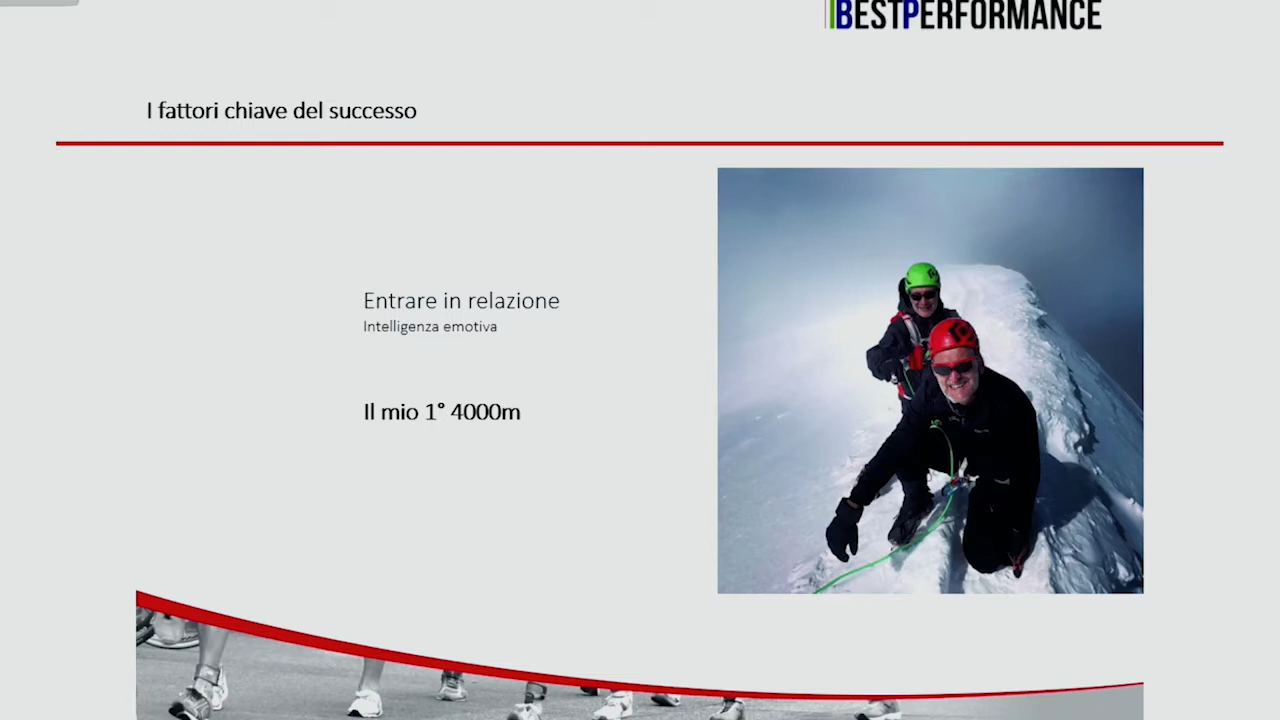 BESTPERFORMANCE
I fattori chiave del successo
Entrare in relazione
Intelligenza emotiva
Il mio 1° 4000m